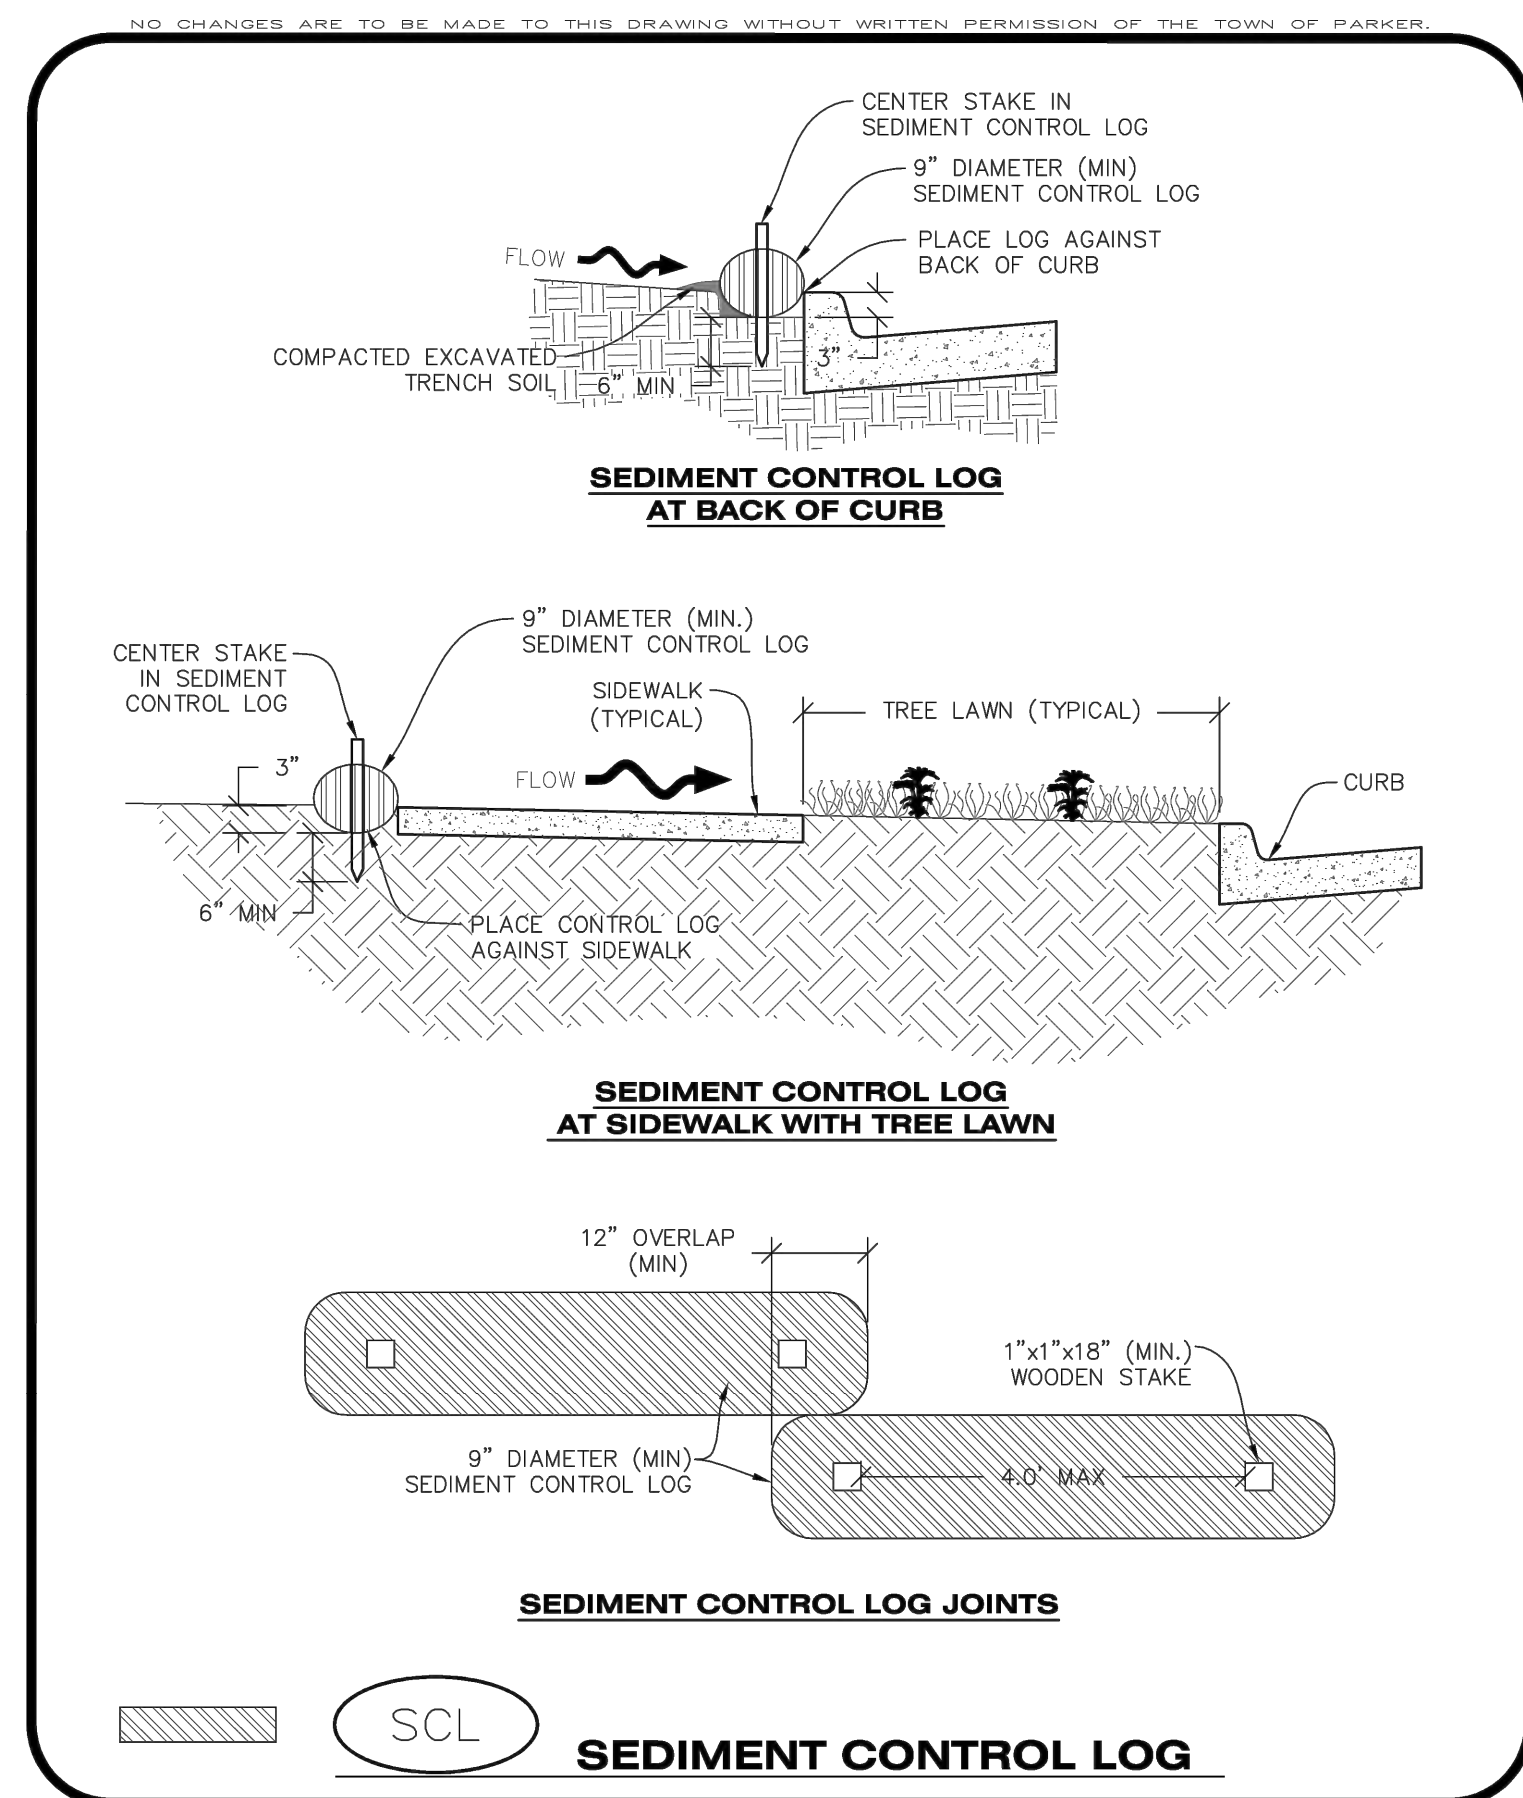 NO CHANGES ARE TO BE MADE TO THIS DRAWING WITHOUT WRITTEN PERMISSION OF THE TOWN OF PARKER.
CENTER STAKE IN
SEDIMENT CONTROL LOG
9" DIAMETER (MIN)
SEDIMENT CONTROL LOG
PLACE LOG AGAINST
BACK OF CURB
FLOW
COMPACTED EXCAVATED
TRENCH SOIL
6" MIN
3"
SEDIMENT CONTROL LOG
AT BACK OF CURB
9" DIAMETER (MIN.)
SEDIMENT CONTROL LOG
CENTER STAKE
IN SEDIMENT
CONTROL LOG
SIDEWALK
(TYPICAL)
TREE LAWN (TYPICAL)
3"
FLOW
CURB
6" MIN
PLACE CONTROL LOG
AGAINST SIDEWALK
SEDIMENT CONTROL LOG
AT SIDEWALK WITH TREE LAWN
12" OVERLAP
(MIN)
1"x1"x18" (MIN.)
WOODEN STAKE
9" DIAMETER (MIN)
SEDIMENT CONTROL LOG
4.0' MAX
SEDIMENT CONTROL LOG JOINTS
SCL
SEDIMENT CONTROL LOG